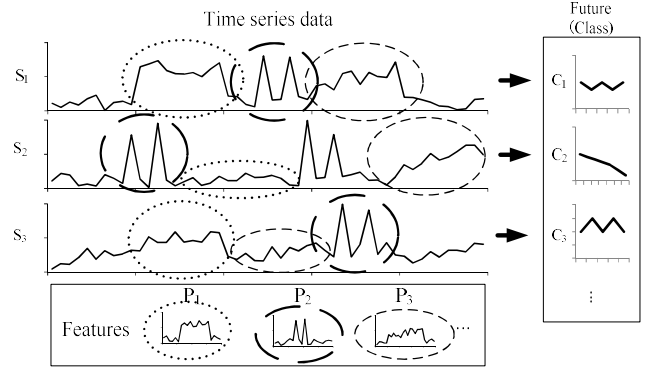 Time series data
Future
(Class)
S1
C1
S2
C2
S3
C3
⋮
P1
P2
P3
Features
...